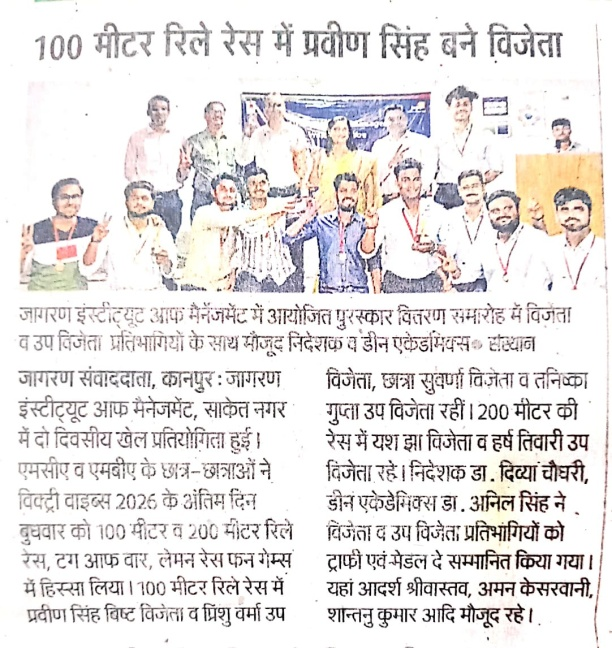 100 मीटर रिले रेस में प्रवीण सिंह बने विजेता
जागरण इंस्टीट्यूट आफ मैनेंजमेंट में आयोजित पुरस्कार वितरण समारोह में विजेता
व उप विजेता प्रतिभागियों के साथ मौजूद निदेशक व डीन एकेडमिक्स● संस्थान
जागरण संवाददाता, कानपुर : जागरण
इंस्टीट्यूट आफ मैनेजमेंट, साकेत नगर
में दो दिवसीय खेल प्रतियोगिता हुई।
एमसीए व एमबीए के छात्र-छात्राओं ने
विक्ट्री वाइब्स 2026 के अंतिम दिन
बुधवार को 100 मीटर व 200 मीटर रिले
रेस, टग आफ वार, लेमन रेस फन गेम्स
में हिस्सा लिया। 100 मीटर रिले रेस में
प्रवीण सिंह बिष्ट विजेता व प्रिंशु वर्मा उप
विजेता, छात्रा सुवर्णा विजेता व तनिष्का
गुप्ता उप विजेता रहीं। 200 मीटर की
रेस में यश झा विजेता व हर्ष तिवारी उप
विजेता रहे। निदेशक डा. दिव्या चौधरी,
डीन एकेडेमिक्स डा. अनिल सिंह ने
विजेता व उप विजेता प्रतिभागियों को
ट्राफी एवं मेडल दे सम्मानित किया गया।
यहां आदर्श श्रीवास्तव, अमन केसरवानी,
शान्तनु कुमार आदि मौजूद रहे।